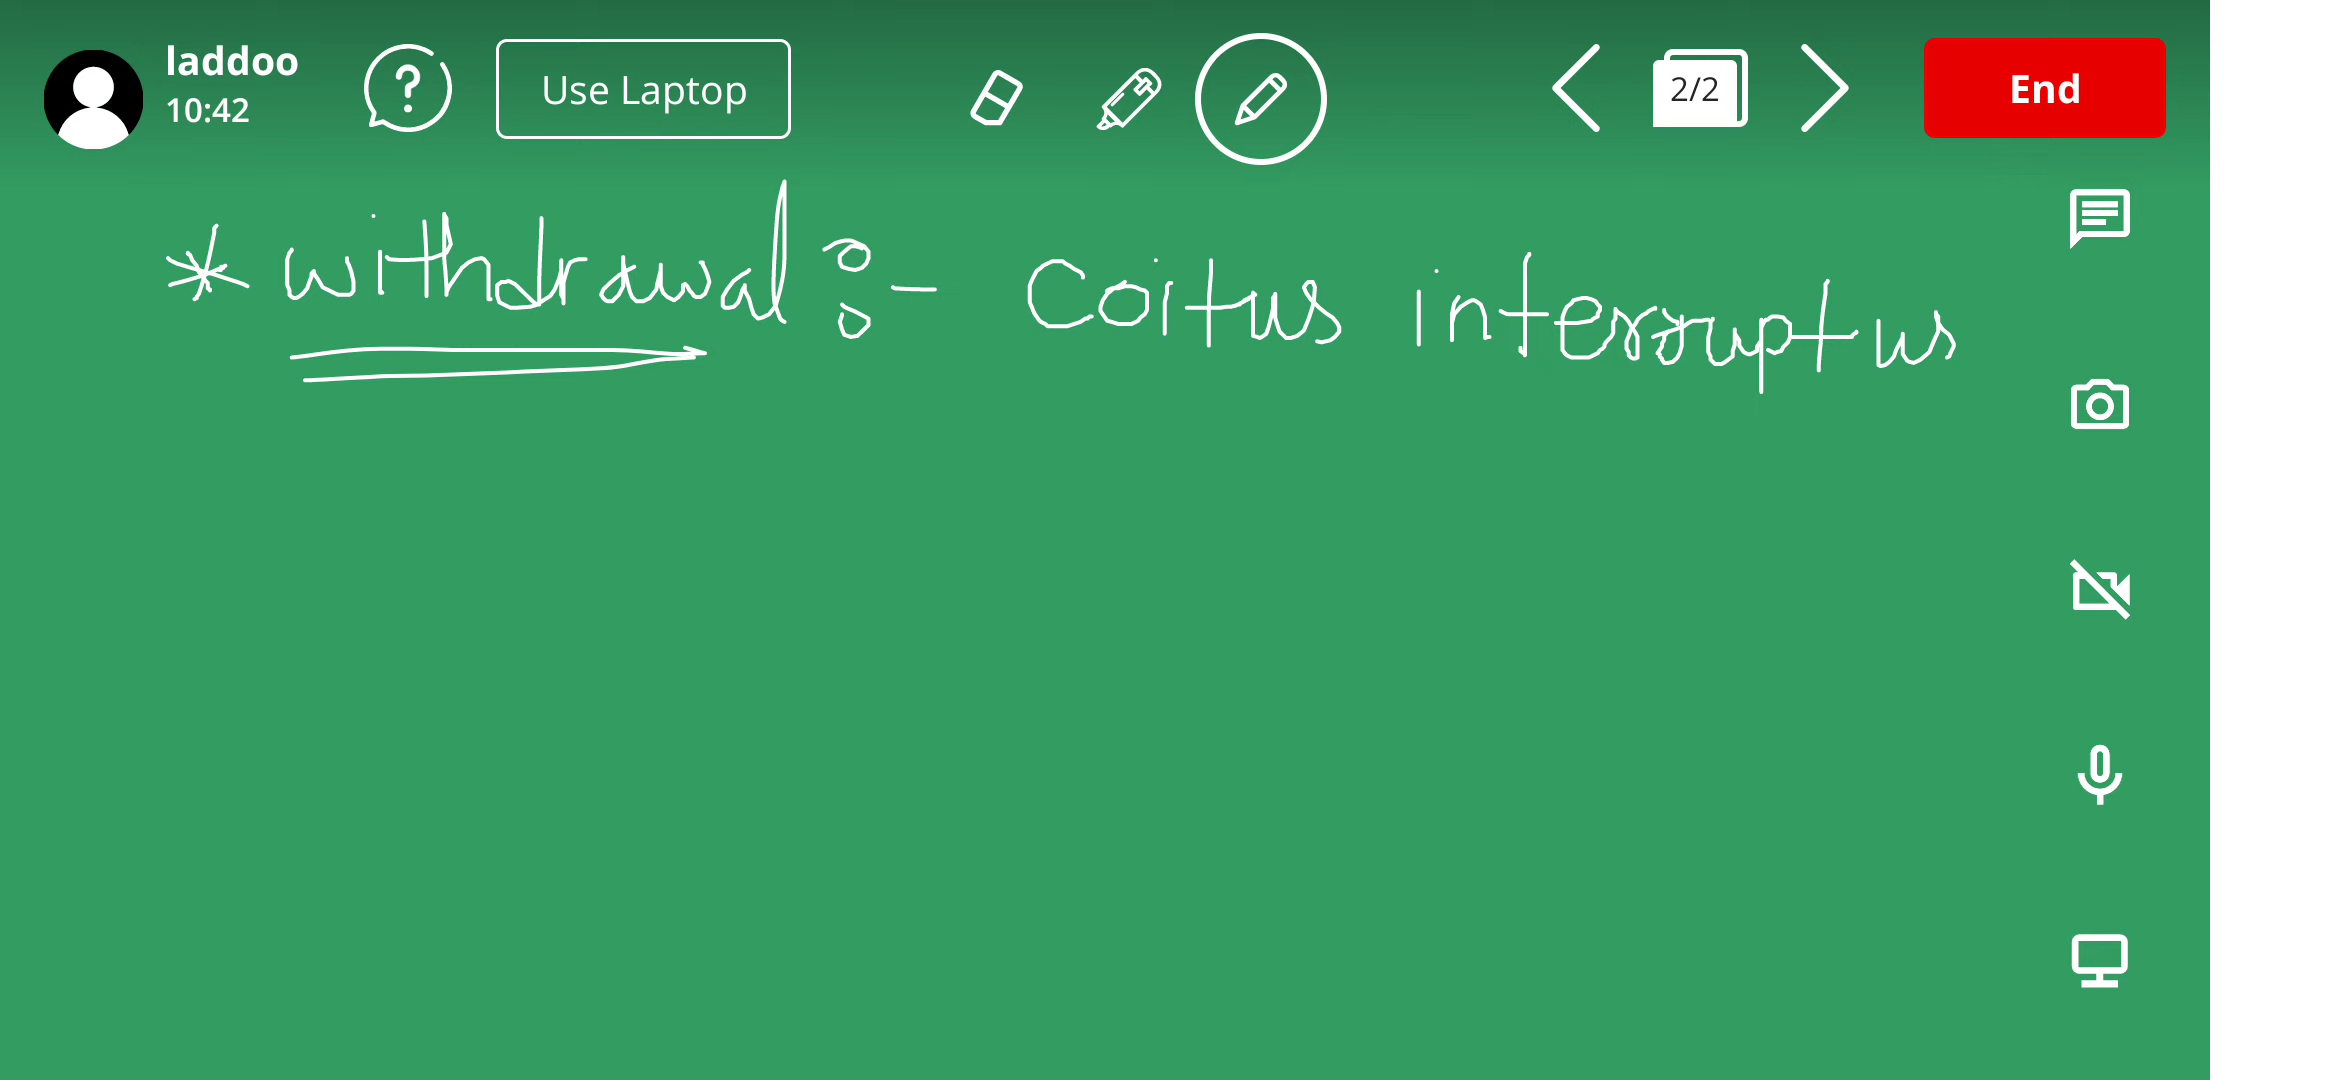 laddoo
10:42
Use Laptop
2/2
End
* withdrawal :- Coitus interruptus